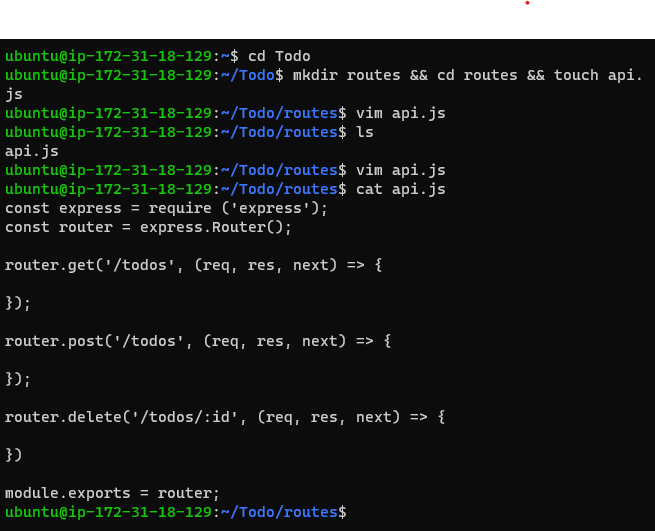 ubuntu@ip-172-31-18-129:~$ cd Todo
ubuntu@ip-172-31-18-129:~/Todo$ mkdir routes && cd routes && touch api.
js
ubuntu@ip-172-31-18-129:~/Todo/routes$ vim api.js
ubuntu@ip-172-31-18-129:~/Todo/routes$ ls
api.js
ubuntu@ip-172-31-18-129:~/Todo/routes$ vim api.js
ubuntu@ip-172-31-18-129:~/Todo/routes$ cat api.js
const express = require ('express');
const router = express.Router();
router.get('/todos', (req, res, next) => {
});
router.post('/todos', (req, res, next) => {
});
router.delete('/todos/:id', (req, res, next) => {
})
module.exports = router;
ubuntu@ip-172-31-18-129:~/Todo/routes$